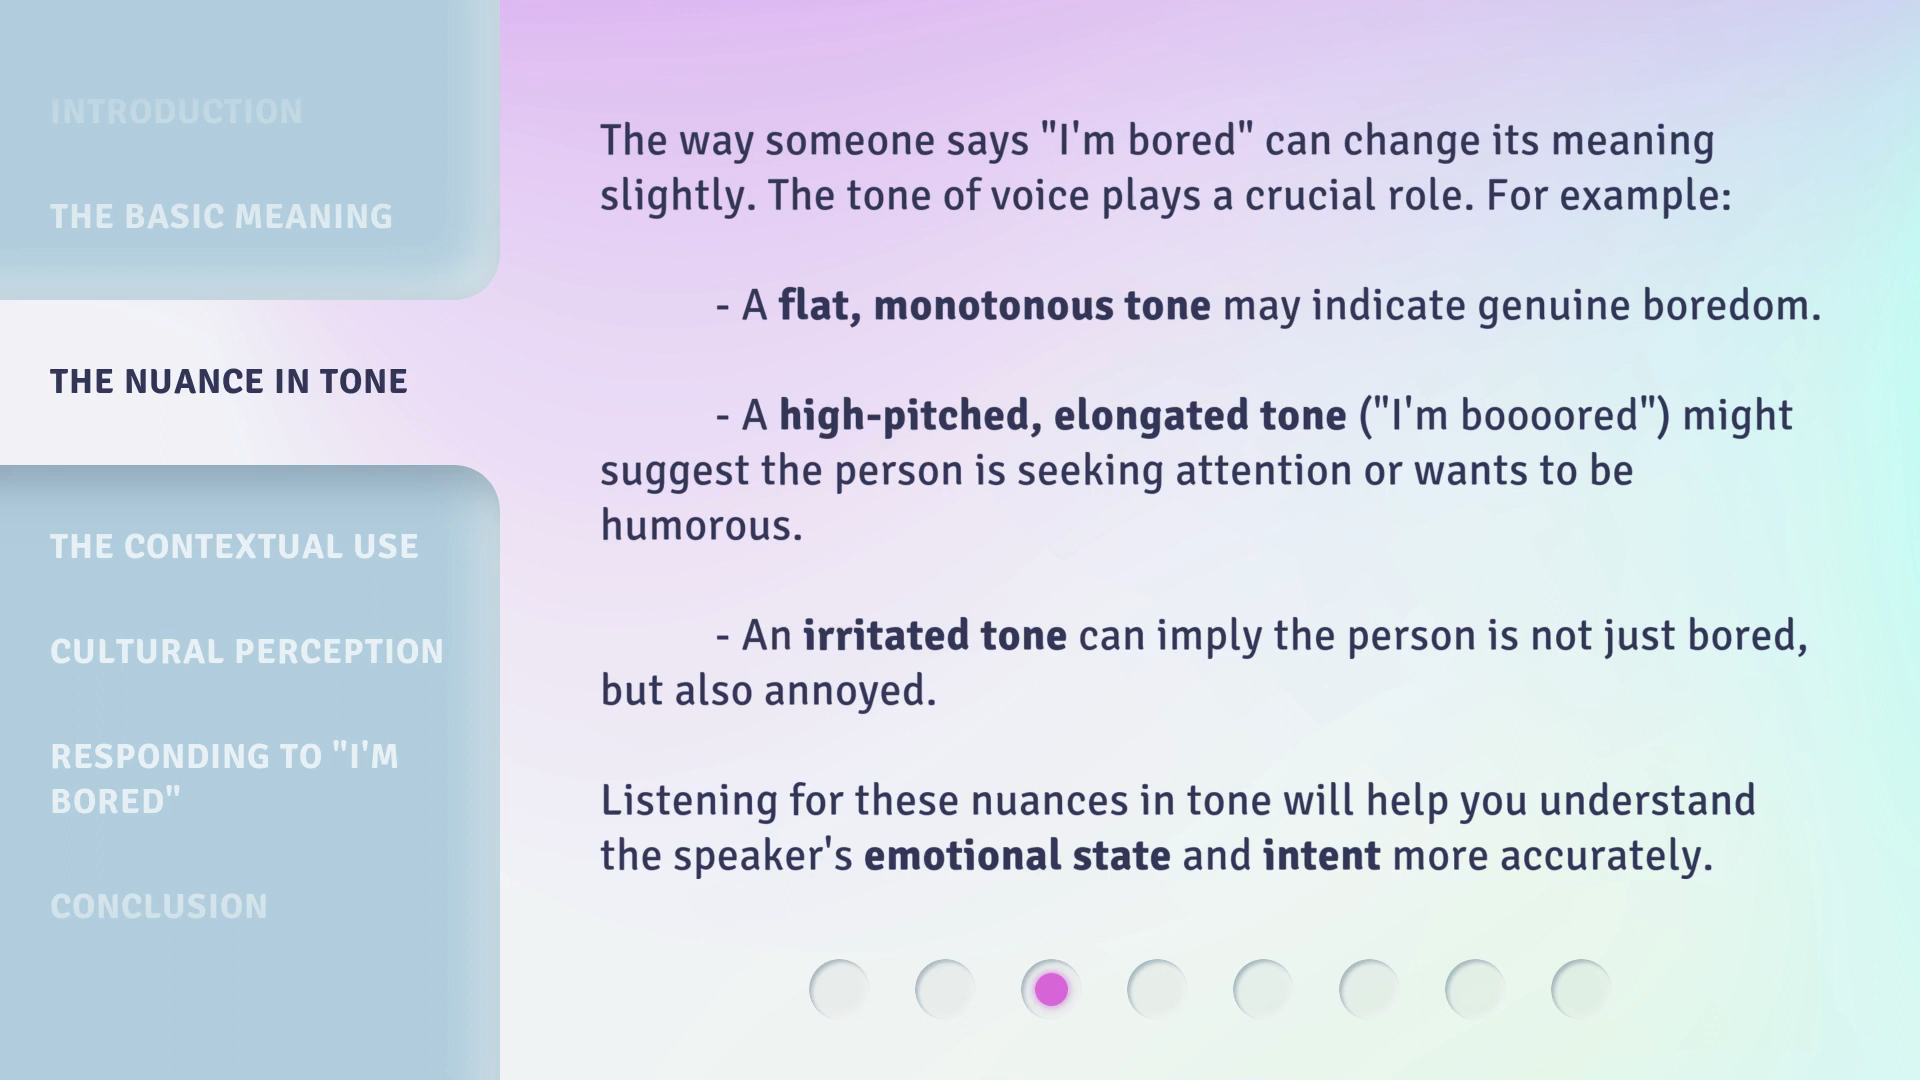 INTRODUCTION
THE BASIC MEANING
THE NUANCE IN TONE
THE CONTEXTUAL USE
CULTURAL PERCEPTION
RESPONDING TO "I'M
BORED"
CONCLUSION
The way someone says "I'm bored" can change its meaning
slightly. The tone of voice plays a crucial role. For example:
- A flat, monotonous tone may indicate genuine boredom.
- A high-pitched, elongated tone ("I'm boooored") might
suggest the person is seeking attention or wants to be
humorous.
- An irritated tone can imply the person is not just bored,
but also annoyed.
Listening for these nuances in tone will help you understand
the speaker's emotional state and intent more accurately.